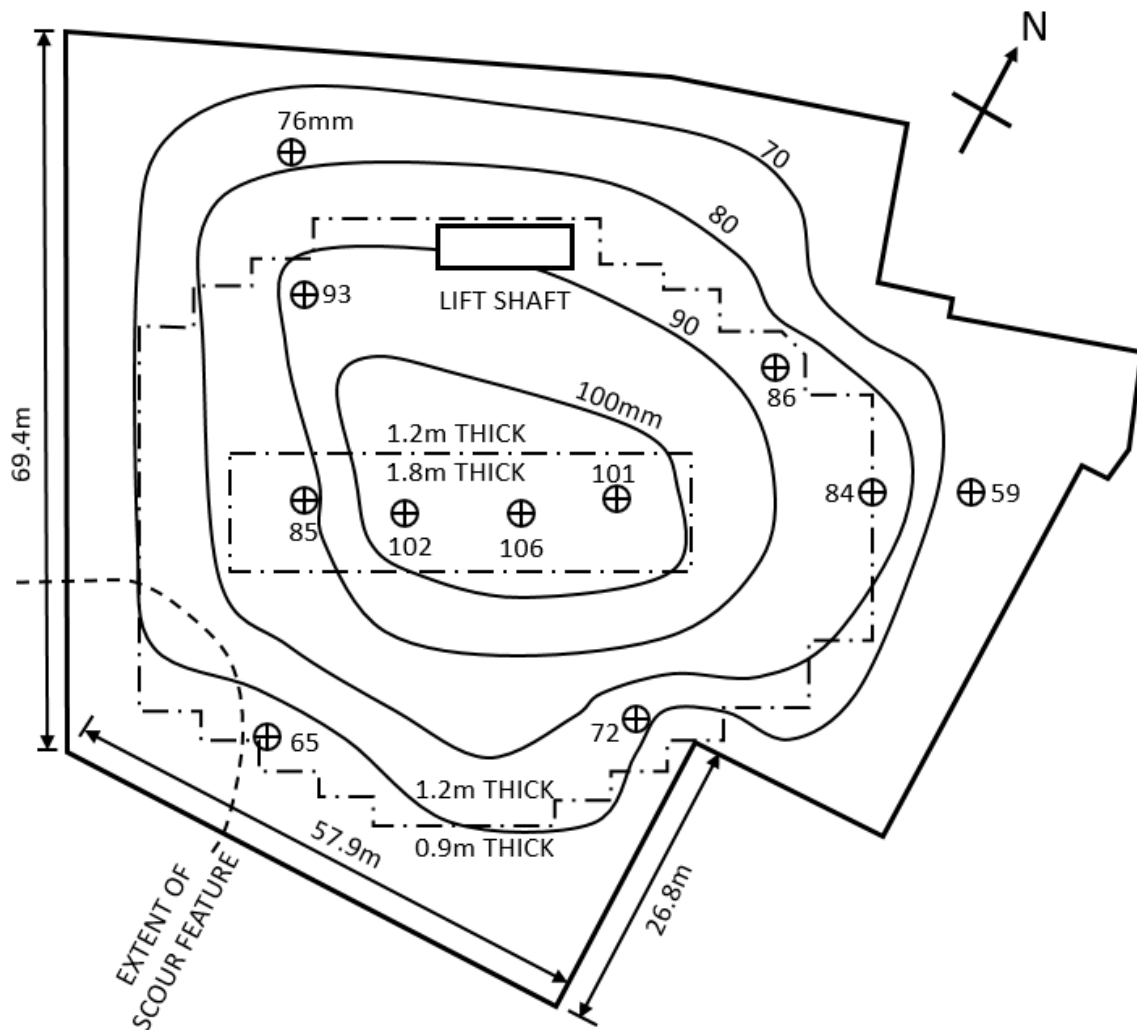 N
76mm
70
80
LIFT SHAFT
93
90
86
100mm
69.4m
1.2m THICK
1.8m THICK
101
85
102
106
84
59
65
72
1.2m THICK
0.9m THICK
57.9m
26.8m
EXTENT OF
SCOUR FEATURE